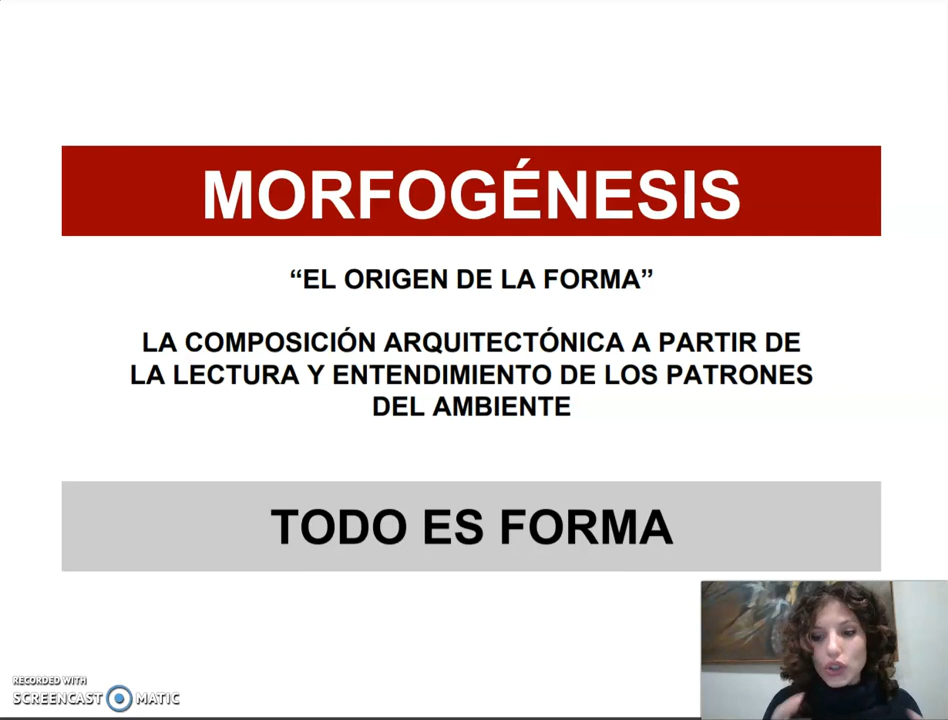 MORFOGÉNESIS
“EL ORIGEN DE LA FORMA”
LA COMPOSICIÓN ARQUITECTÓNICA A PARTIR DE
LA LECTURA Y ENTENDIMIENTO DE LOS PATRONES
DEL AMBIENTE
TODO ES FORMA
RECORDED WITH
SCREENCAST MATIC